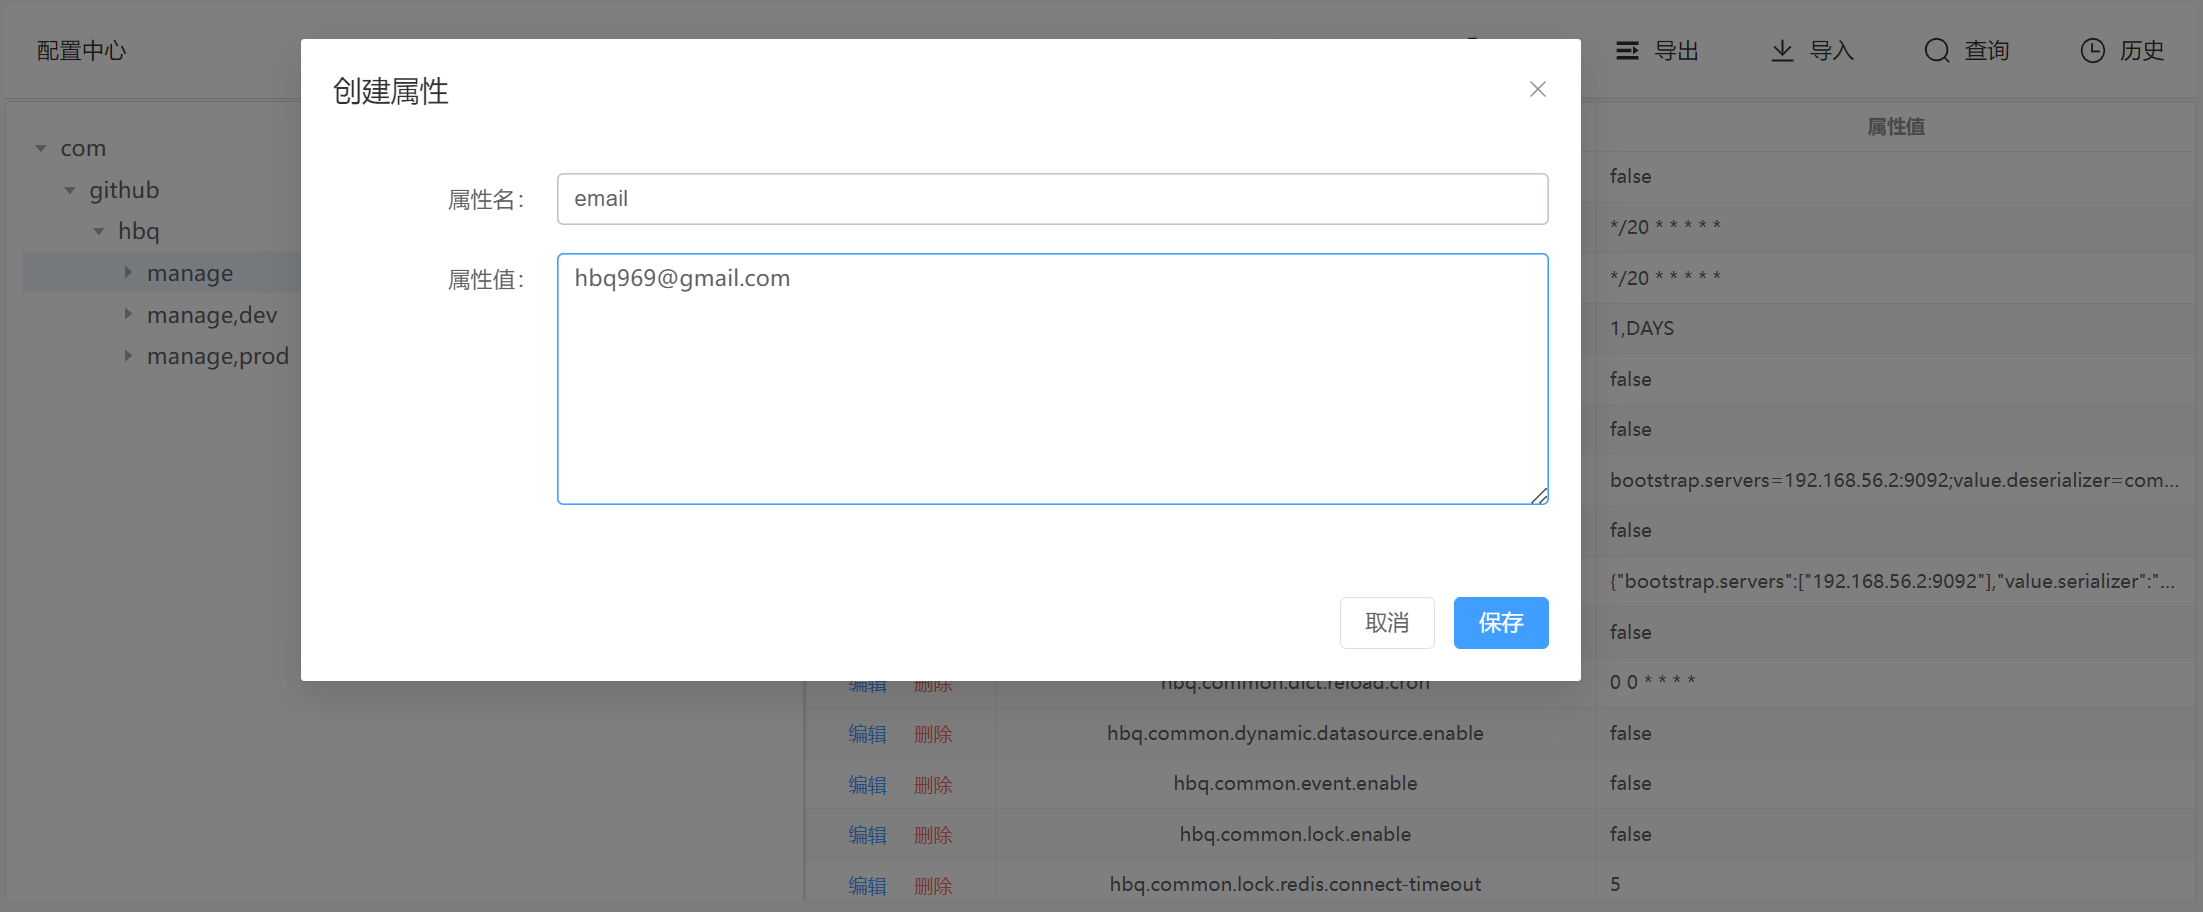 配置中心
导出
导入
查询
历史
创建属性
属性名：
email
属性值：
hbq969@gmail.com
取消
保存
com
github
hbq
manage
manage,dev
manage,prod
属性值
false
*/20 * * * * *
*/20 * * * * *
1,DAYS
false
false
bootstrap.servers=192.168.56.2:9092;value.deserializer=com...
false
{"bootstrap.servers":["192.168.56.2:9092"],"value.serializer":"...
false
编辑 删除 hbq.common.dict.reload.cron 0 0 * * * *
编辑 删除 hbq.common.dynamic.datasource.enable false
编辑 删除 hbq.common.event.enable false
编辑 删除 hbq.common.lock.enable false
编辑 删除 hbq.common.lock.redis.connect-timeout 5